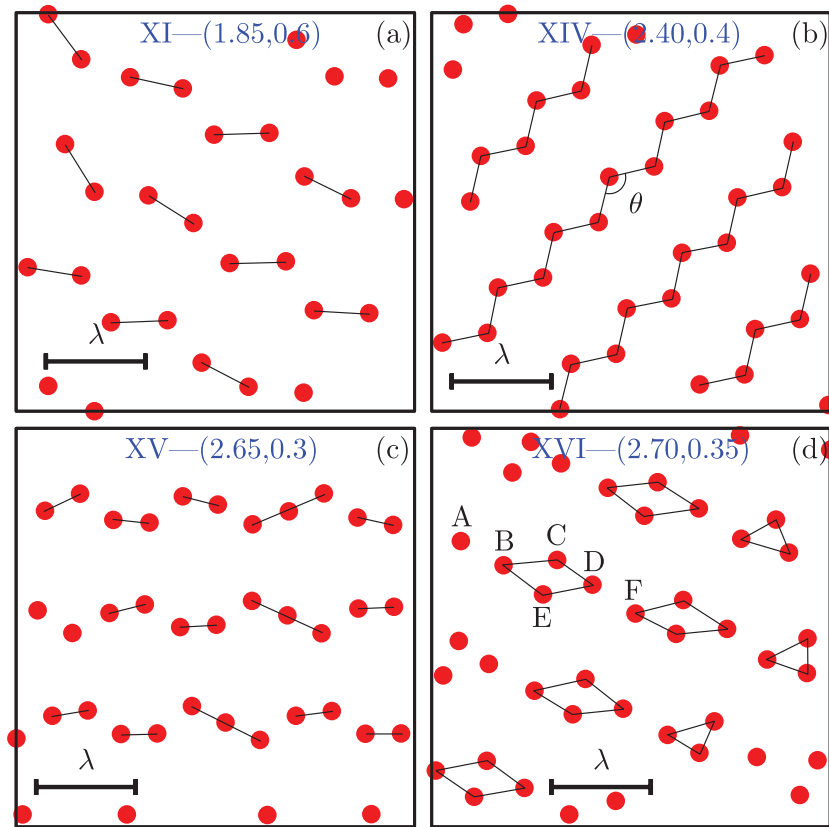 XI—(1.85,0.6) (a)
λ
XIV—(2.40,0.4) (b)
θ
λ
XV—(2.65,0.3) (c)
λ
XVI—(2.70,0.35) (d)
A
B C D
E F
λ